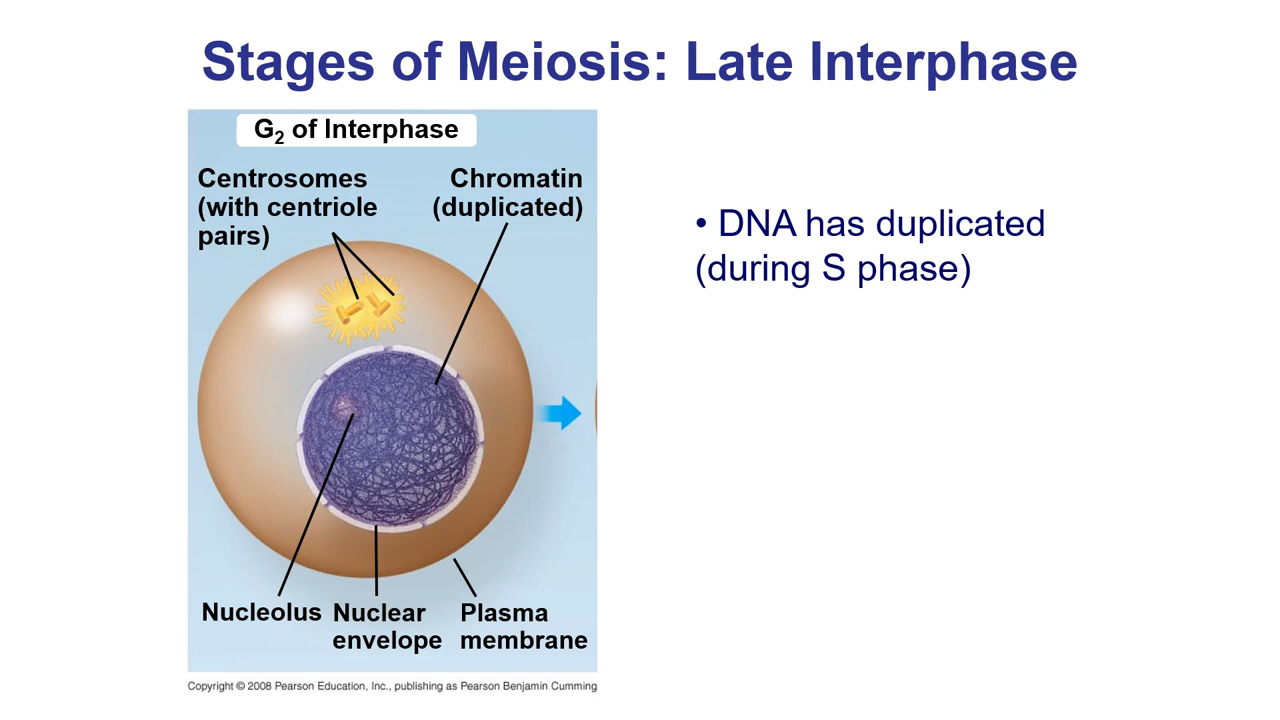 Stages of Meiosis: Late Interphase
G₂ of Interphase
Centrosomes
(with centriole
pairs)
Chromatin
(duplicated)
• DNA has duplicated
(during S phase)
Nucleolus
Nuclear
envelope
Plasma
membrane
Copyright © 2008 Pearson Education, Inc., publishing as Pearson Benjamin Cumming